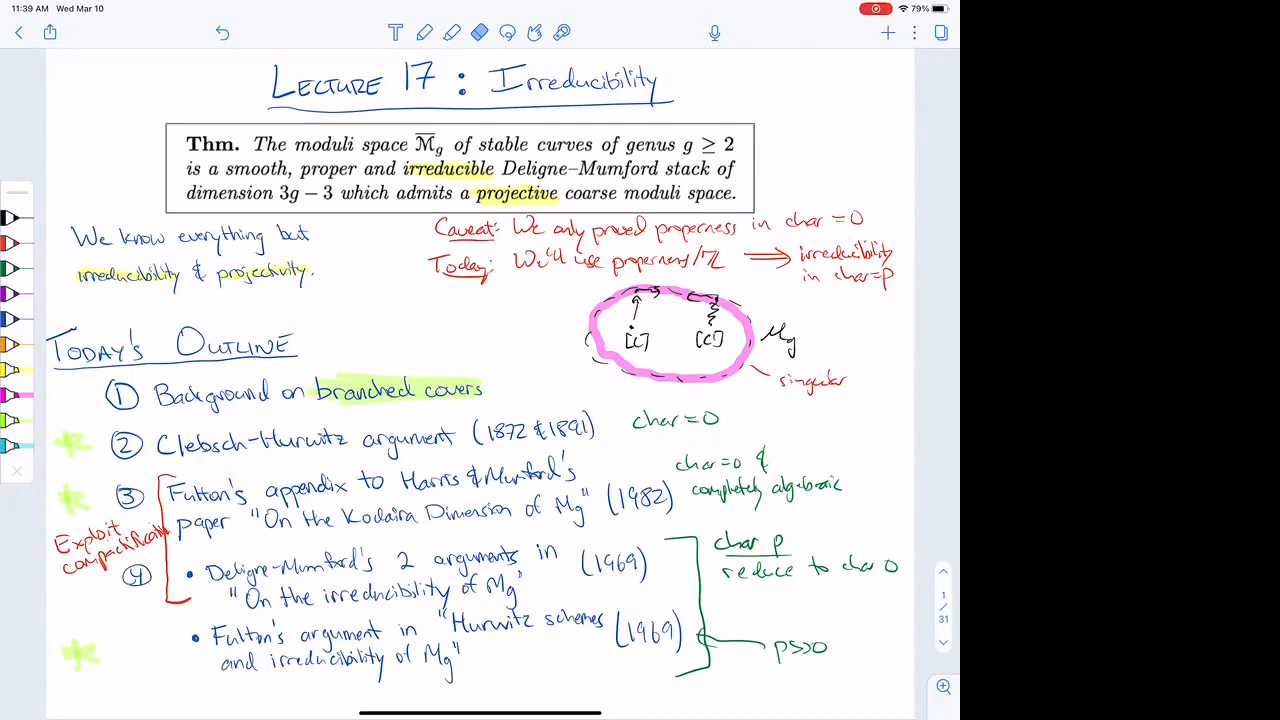 11:39 AM Wed Mar 10
79%
LECTURE 17 : Irreducibility
Thm. The moduli space M̅g of stable curves of genus g ≥ 2
is a smooth, proper and irreducible Deligne–Mumford stack of
dimension 3g − 3 which admits a projective coarse moduli space.
We know everything but
irreducibility & projectivity.
Caveat: We only proved properness in char = 0
Today: We'll use properness/ℤ ⟹ irreducibility
in char=p
[C] [C'] Mg
singular
TODAY'S OUTLINE
① Background on branched covers
② Clebsch-Hurwitz argument (1872 & 1891) char=0
③ Fulton's appendix to Harris & Mumford's
paper "On the Kodaira Dimension of Mg" (1982)
char=0 &
completely algebraic
Exploit
compactification
④ • Deligne-Mumford's 2 arguments in (1969)
"On the irreducibility of Mg"
char p
reduce to char 0
• Fulton's argument in "Hurwitz schemes (1969)
and irreducibility of Mg"
p>>0
1
/
31